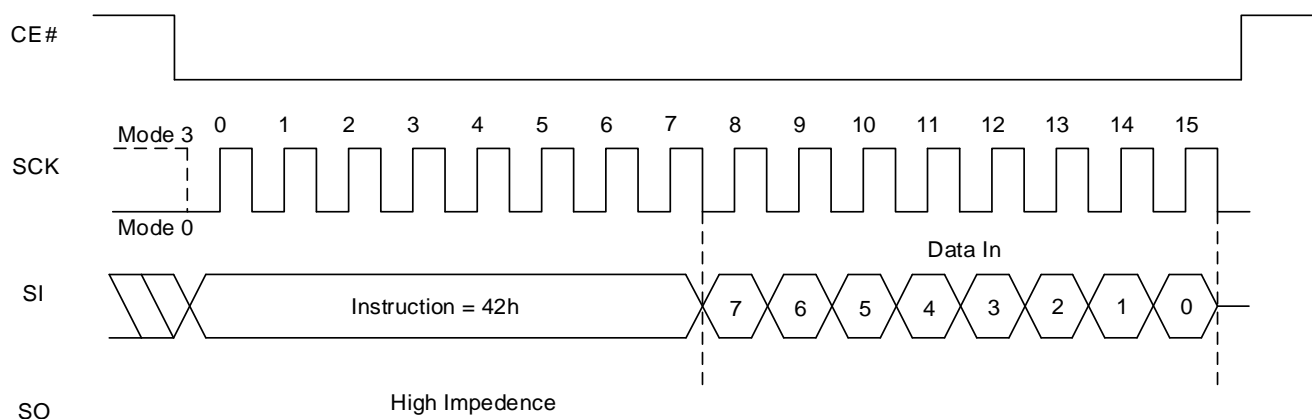 CE#
0 1 2 3 4 5 6 7 8 9 10 11 12 13 14 15
Mode 3
SCK
Mode 0
Data In
SI
Instruction = 42h
7 6 5 4 3 2 1 0
High Impedence
SO